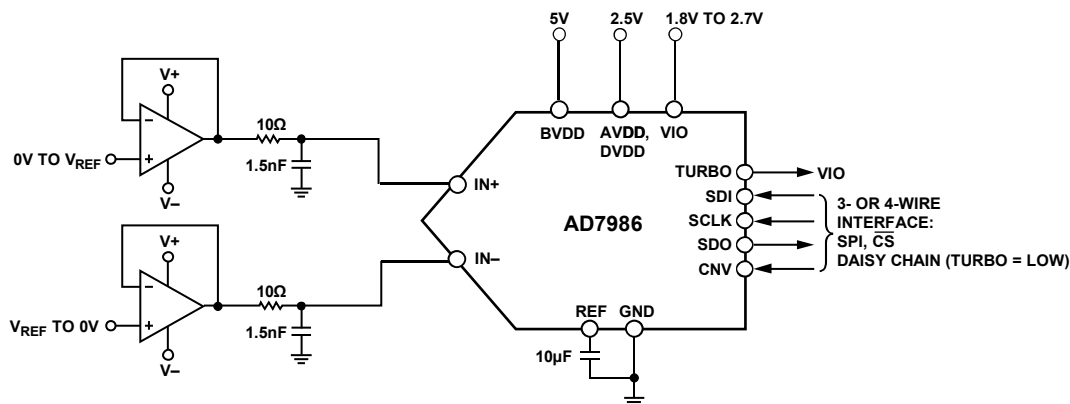 5V
2.5V
1.8V TO 2.7V
V+
–
+
0V TO VREF
V–
10Ω
1.5nF
BVDD
AVDD,
DVDD
VIO
IN+
AD7986
TURBO
VIO
SDI
SCLK
SDO
CNV
3- OR 4-WIRE
INTERFACE:
SPI, C̅S̅
DAISY CHAIN (TURBO = LOW)
V+
–
+
VREF TO 0V
V–
10Ω
1.5nF
IN–
REF
GND
10µF